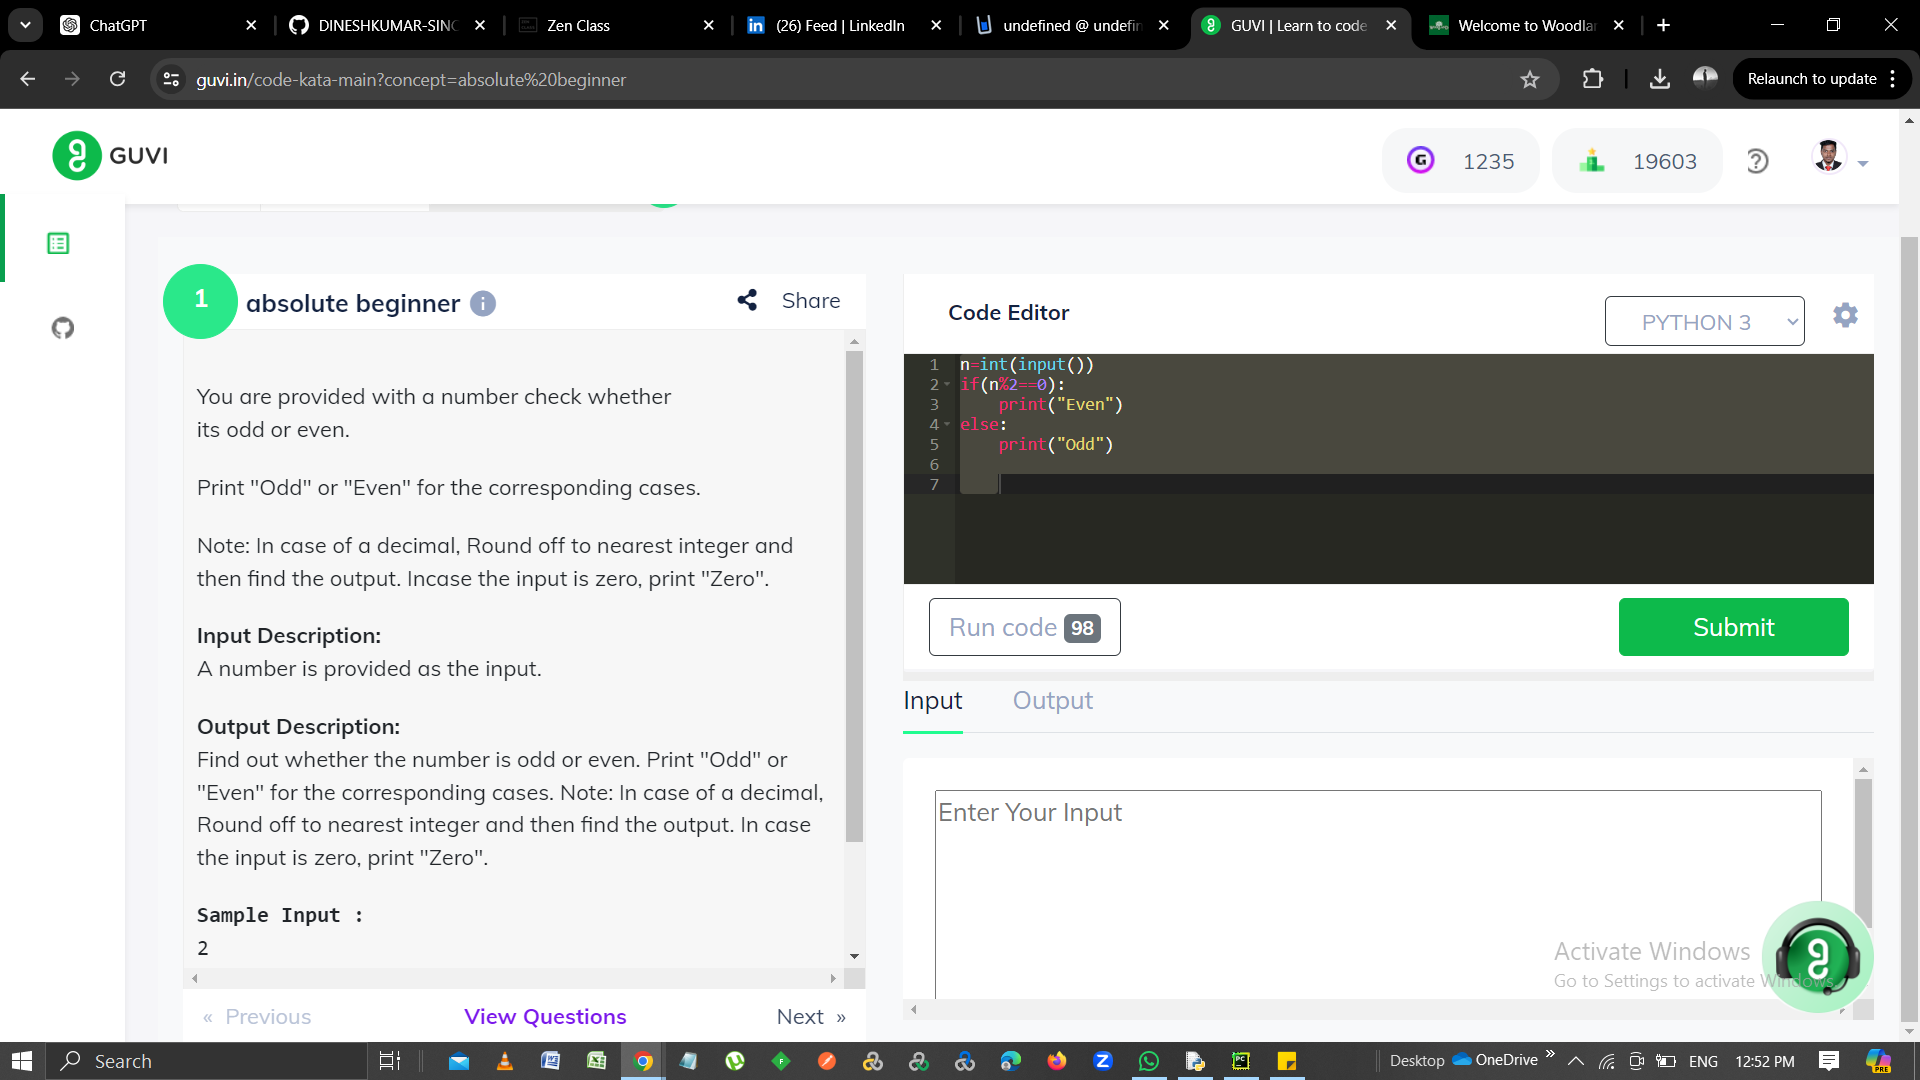 ChatGPT
DINESHKUMAR-SINC
Zen Class
(26) Feed | LinkedIn
undefined @ undefin
GUVI | Learn to code
Welcome to Woodlan
guvi.in/code-kata-main?concept=absolute%20beginner
Relaunch to update
GUVI
1235
19603
1
absolute beginner
Share
You are provided with a number check whether
its odd or even.
Print "Odd" or "Even" for the corresponding cases.
Note: In case of a decimal, Round off to nearest integer and
then find the output. Incase the input is zero, print "Zero".
Input Description:
A number is provided as the input.
Output Description:
Find out whether the number is odd or even. Print "Odd" or
"Even" for the corresponding cases. Note: In case of a decimal,
Round off to nearest integer and then find the output. In case
the input is zero, print "Zero".
Sample Input :
2
« Previous
View Questions
Next »
Code Editor
PYTHON 3
1 n=int(input())
2 if(n%2==0):
3     print("Even")
4 else:
5     print("Odd")
6
7
Run code 98
Submit
Input
Output
Enter Your Input
Activate Windows
Go to Settings to activate Windows.
Search
Desktop
OneDrive
ENG
12:52 PM
PRE